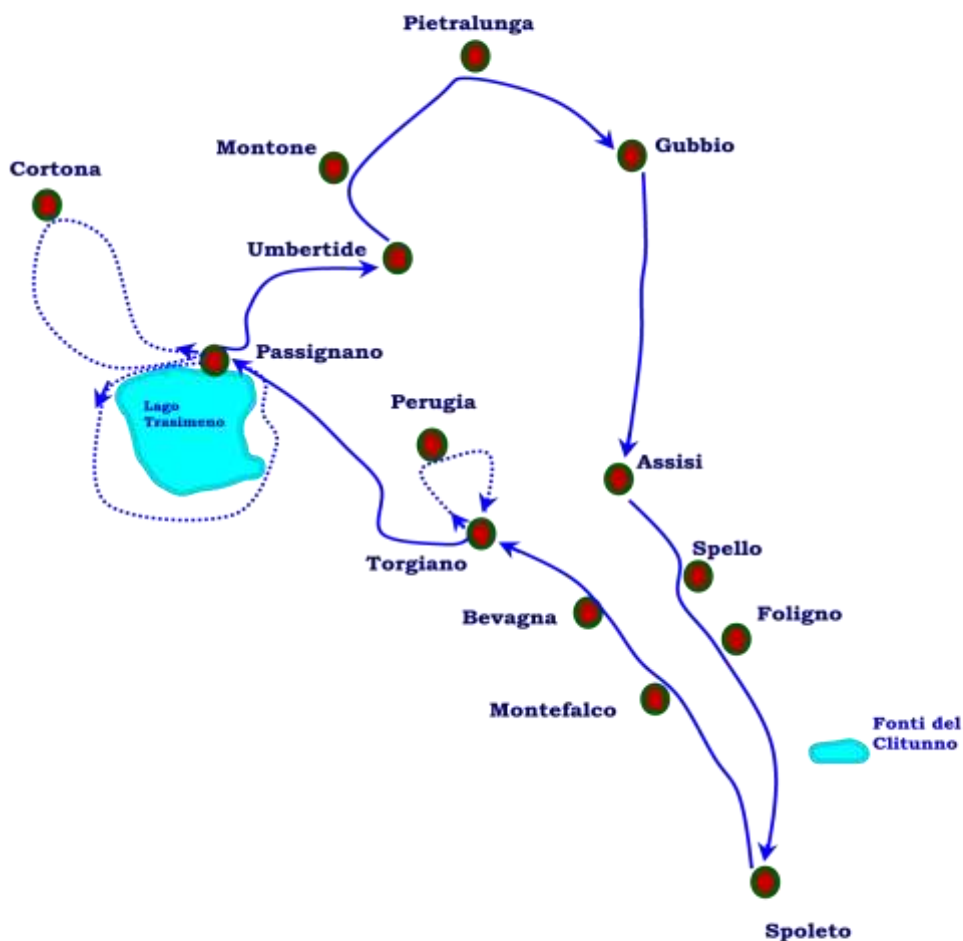 Pietralunga
Gubbio
Montone
Cortona
Umbertide
Passignano
Perugia
Lago
Trasimeno
Assisi
Torgiano
Spello
Bevagna
Foligno
Montefalco
Fonti del
Clitunno
Spoleto